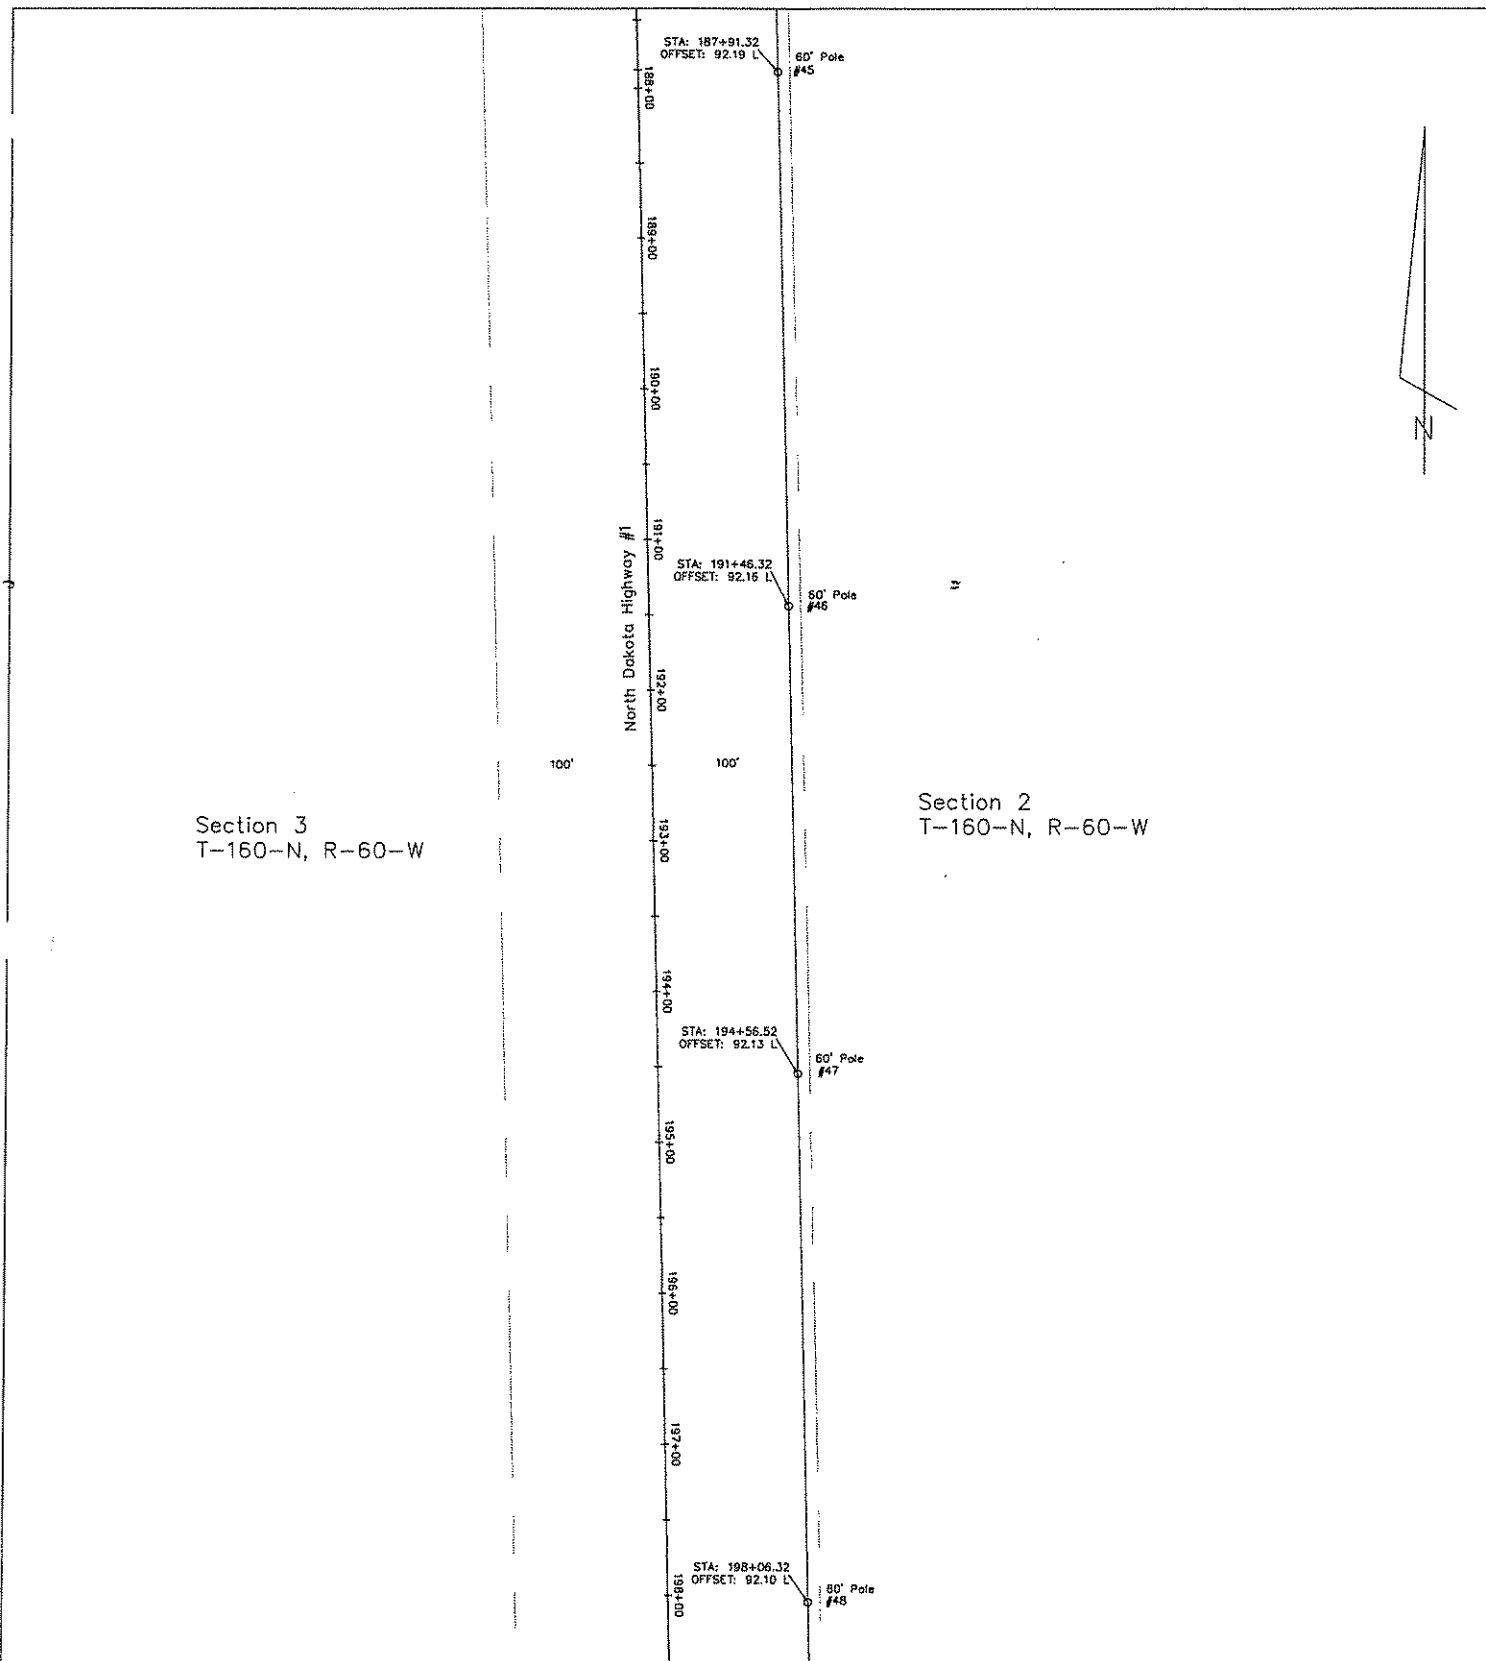 STA: 187+91.32
OFFSET: 92.19 L
60' Pole
#45
188+00
189+00
190+00
N
191+00
North Dakota Highway #1
STA: 191+46.32
OFFSET: 92.16 L
60' Pole
#46
192+00
100'
100'
Section 3
T-160-N, R-60-W
Section 2
T-160-N, R-60-W
193+00
194+00
STA: 194+56.52
OFFSET: 92.13 L
60' Pole
#47
195+00
196+00
197+00
STA: 198+06.32
OFFSET: 92.10 L
60' Pole
#48
198+00